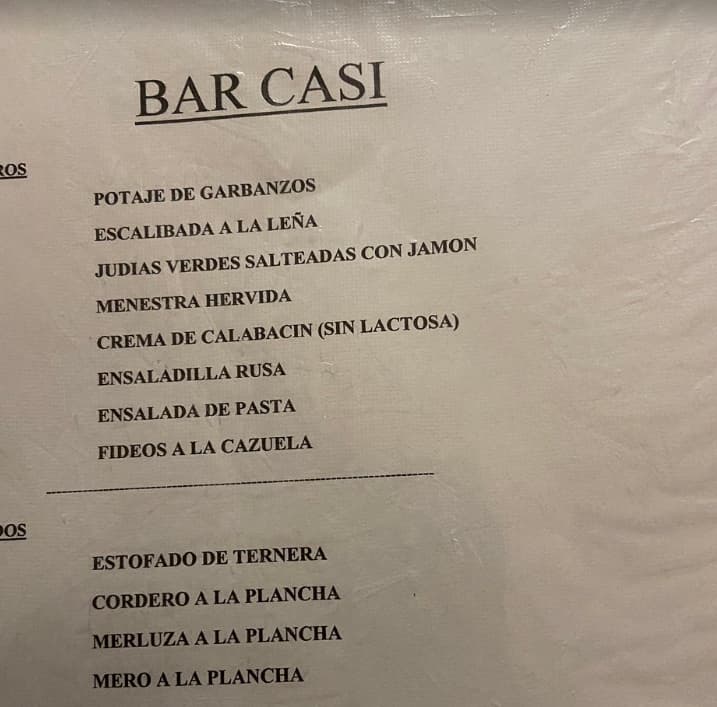 BAR CASI
ROS
POTAJE DE GARBANZOS
ESCALIBADA A LA LEÑA
JUDIAS VERDES SALTEADAS CON JAMON
MENESTRA HERVIDA
CREMA DE CALABACIN (SIN LACTOSA)
ENSALADILLA RUSA
ENSALADA DE PASTA
FIDEOS A LA CAZUELA
DOS
ESTOFADO DE TERNERA
CORDERO A LA PLANCHA
MERLUZA A LA PLANCHA
MERO A LA PLANCHA